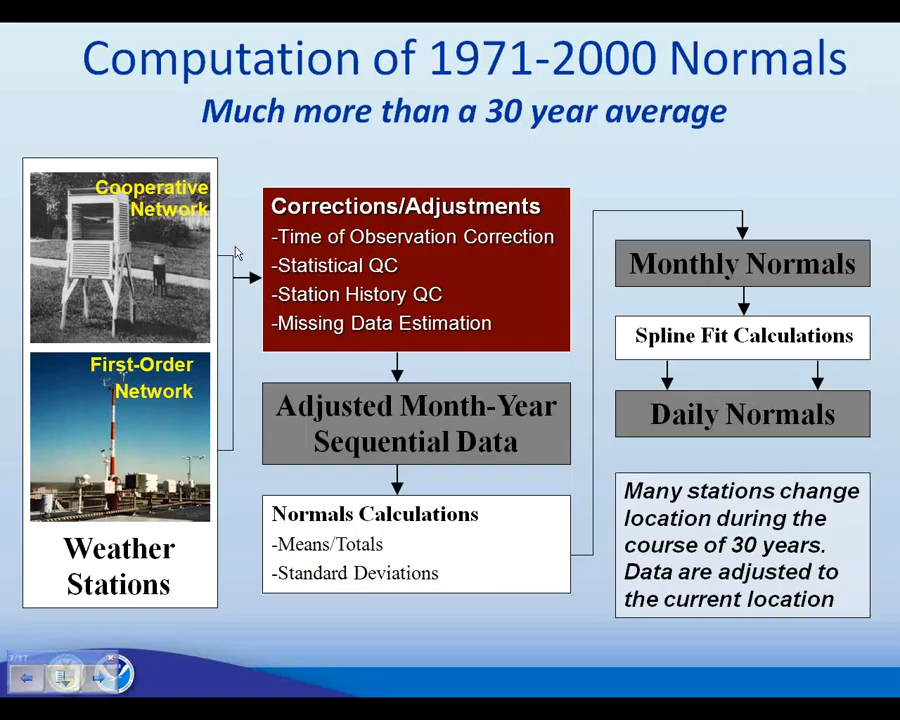 Computation of 1971-2000 Normals
Much more than a 30 year average
Cooperative
Network
First-Order
Network
Weather
Stations
Corrections/Adjustments
-Time of Observation Correction
-Statistical QC
-Station History QC
-Missing Data Estimation
Adjusted Month-Year
Sequential Data
Normals Calculations
-Means/Totals
-Standard Deviations
Monthly Normals
Spline Fit Calculations
Daily Normals
Many stations change
location during the
course of 30 years.
Data are adjusted to
the current location
7/17